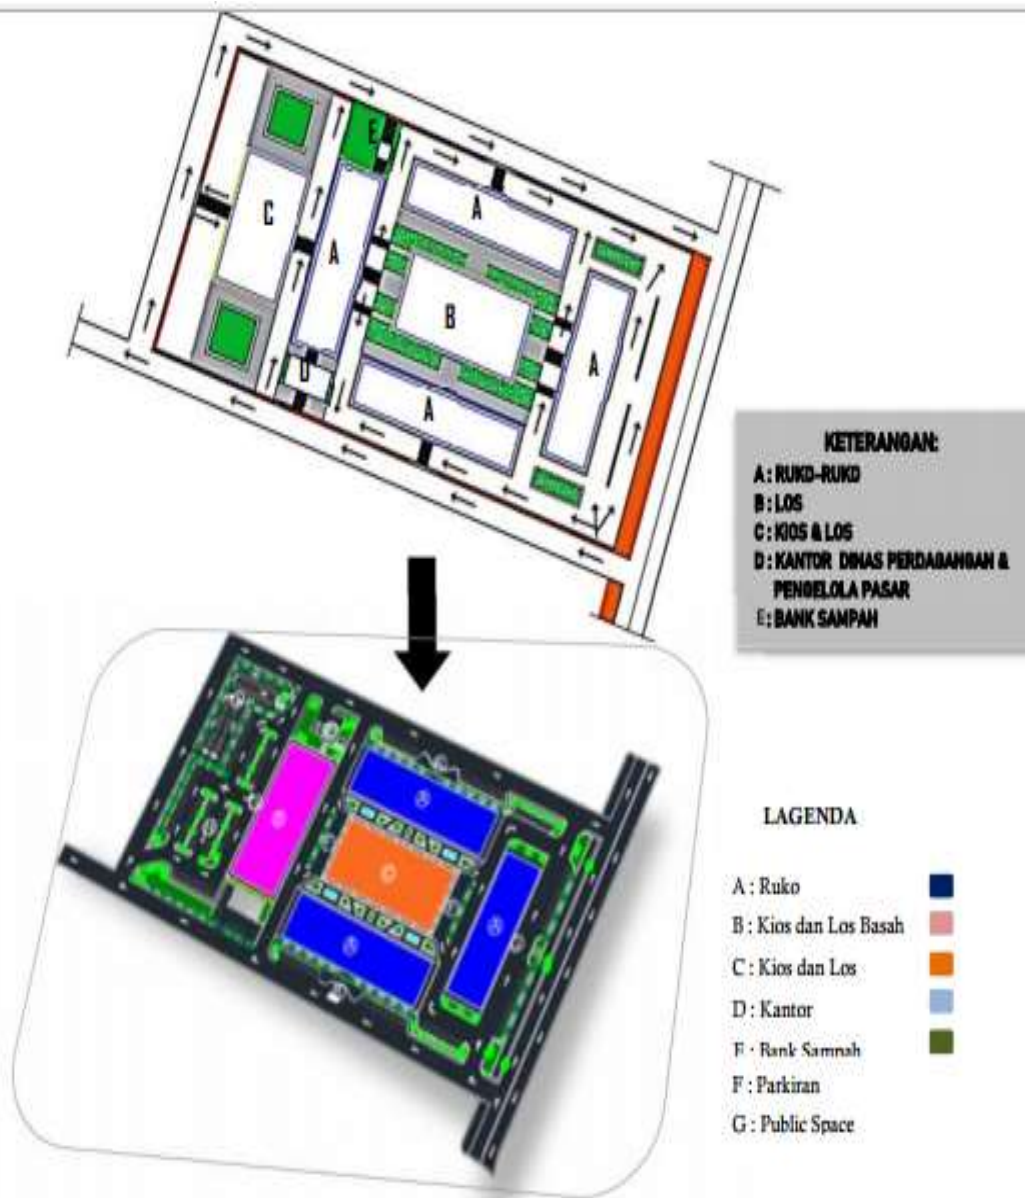 E
A
C
A
B
A
D
A
KETERANGAN:
A : RUKO-RUKO
B : LOS
C : KIOS & LOS
D : KANTOR DINAS PERDAGANGAN &
PENGELOLA PASAR
E : BANK SAMPAH
LAGENDA
A : Ruko
B : Kios dan Los Basah
C : Kios dan Los
D : Kantor
E : Bank Sampah
F : Parkiran
G : Public Space